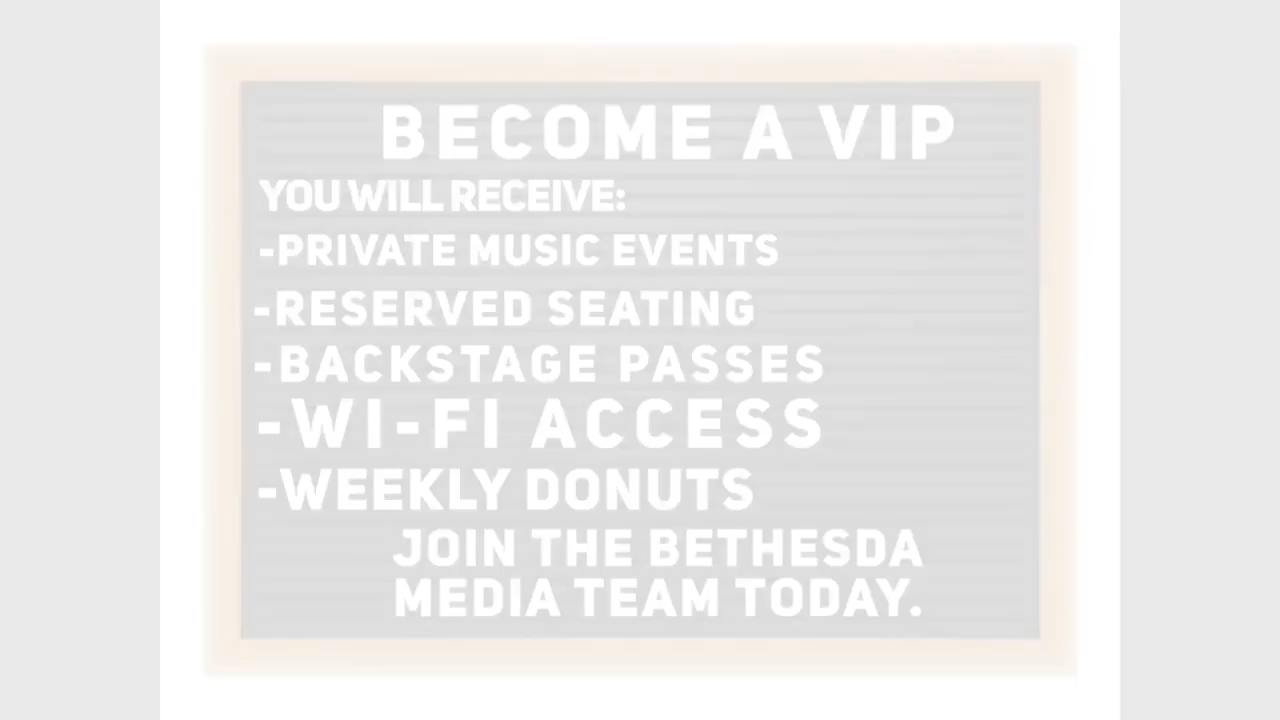 BECOME A VIP
YOU WILL RECEIVE:
-PRIVATE MUSIC EVENTS
-RESERVED SEATING
-BACKSTAGE PASSES
-WI-FI ACCESS
-WEEKLY DONUTS
JOIN THE BETHESDA
MEDIA TEAM TODAY.